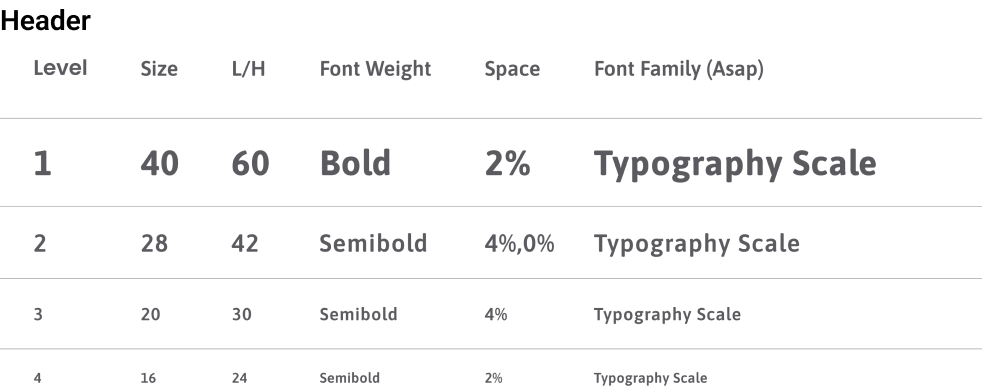 Header
Level Size L/H Font Weight Space Font Family (Asap)
1 40 60 Bold 2% Typography Scale
2 28 42 Semibold 4%,0% Typography Scale
3 20 30 Semibold 4% Typography Scale
4 16 24 Semibold 2% Typography Scale